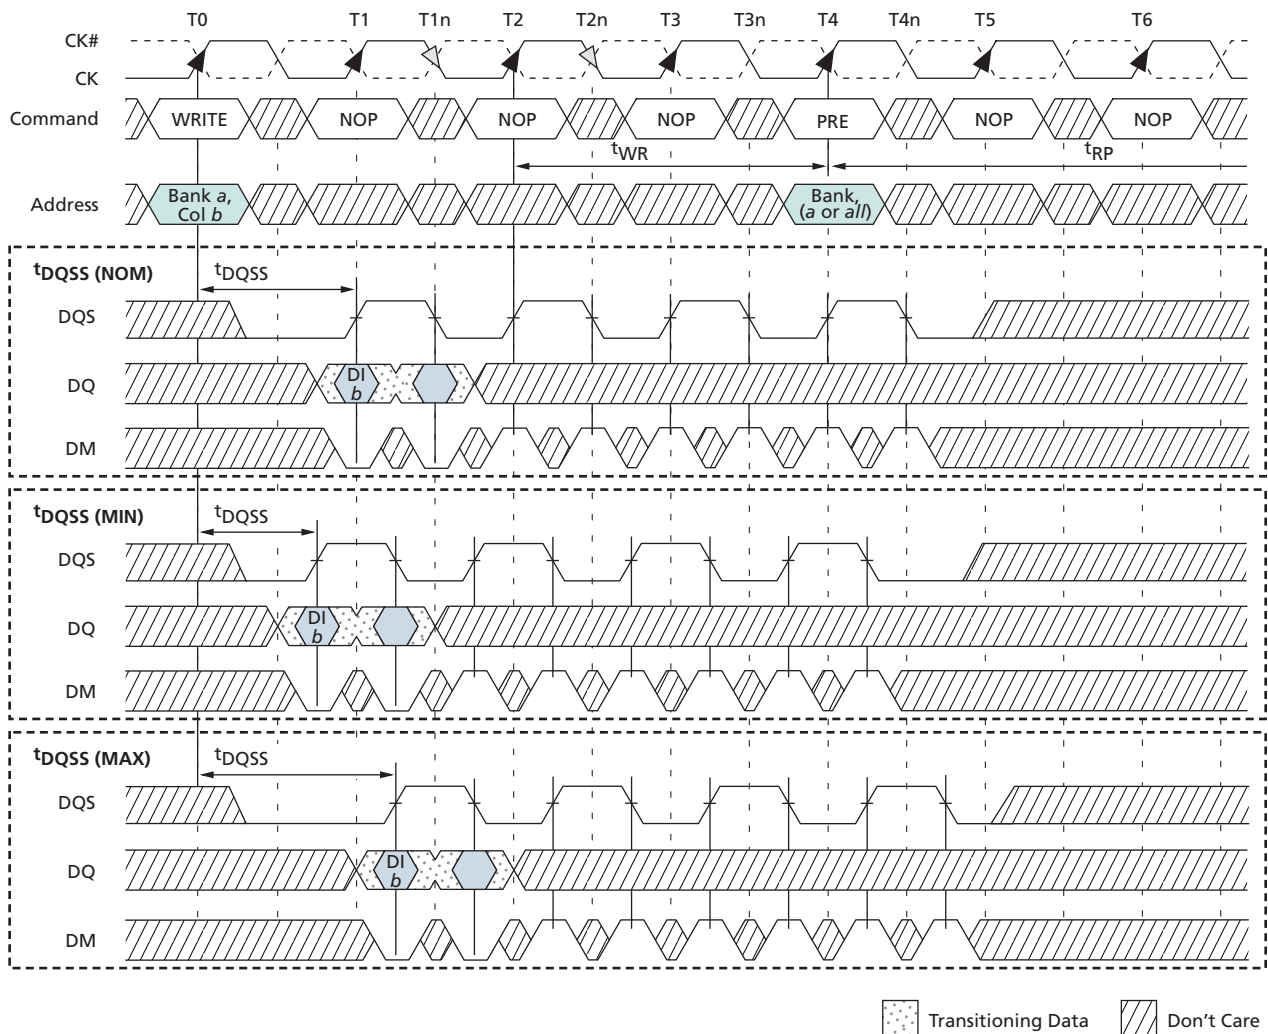 T0 T1 T1n T2 T2n T3 T3n T4 T4n T5 T6
CK#
CK
Command WRITE NOP NOP NOP PRE NOP NOP
tWR tRP
Address Bank a, Col b Bank, (a or all)
tDQSS (NOM) tDQSS
DQS
DQ DI b
DM
tDQSS (MIN) tDQSS
DQS
DQ DI b
DM
tDQSS (MAX) tDQSS
DQS
DQ DI b
DM
Transitioning Data Don't Care